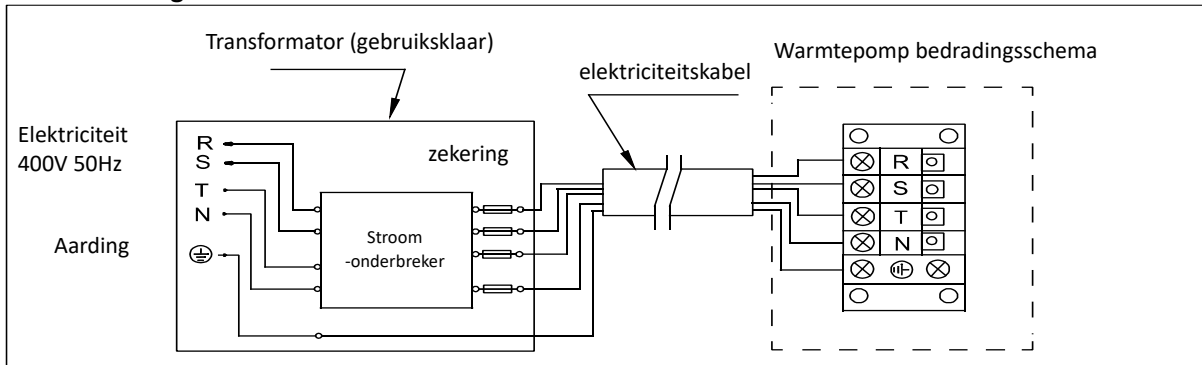 Transformator (gebruiksklaar)
Warmtepomp bedradingsschema
elektriciteitskabel
Elektriciteit
400V 50Hz
R
S
T
N
Aarding
zekering
Stroom
-onderbreker
R
S
T
N